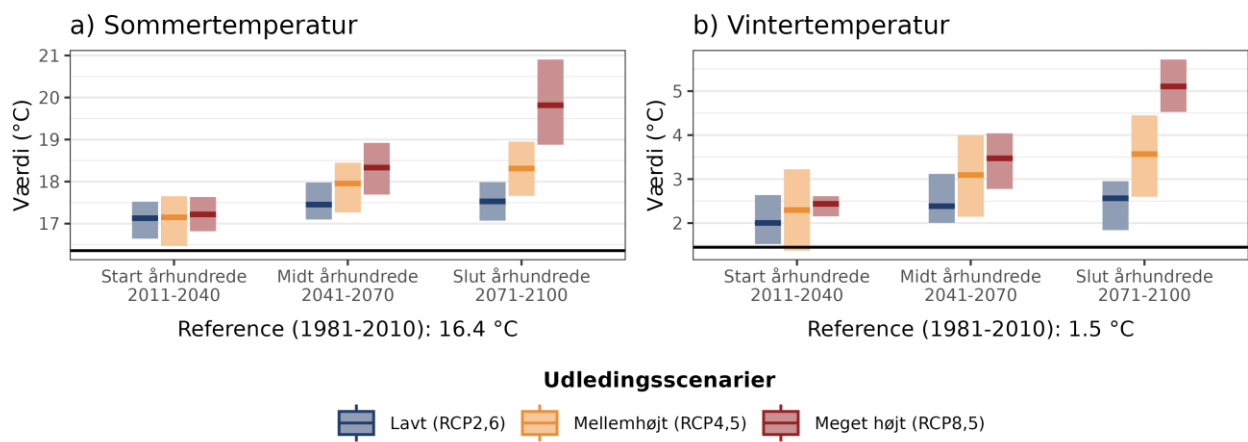 a) Sommertemperatur
Værdi (°C)
21
20
19
18
17
Start århundrede
2011-2040
Midt århundrede
2041-2070
Slut århundrede
2071-2100
Reference (1981-2010): 16.4 °C
b) Vintertemperatur
Værdi (°C)
5
4
3
2
Start århundrede
2011-2040
Midt århundrede
2041-2070
Slut århundrede
2071-2100
Reference (1981-2010): 1.5 °C
Udledingsscenarier
Lavt (RCP2,6)
Mellemhøjt (RCP4,5)
Meget højt (RCP8,5)